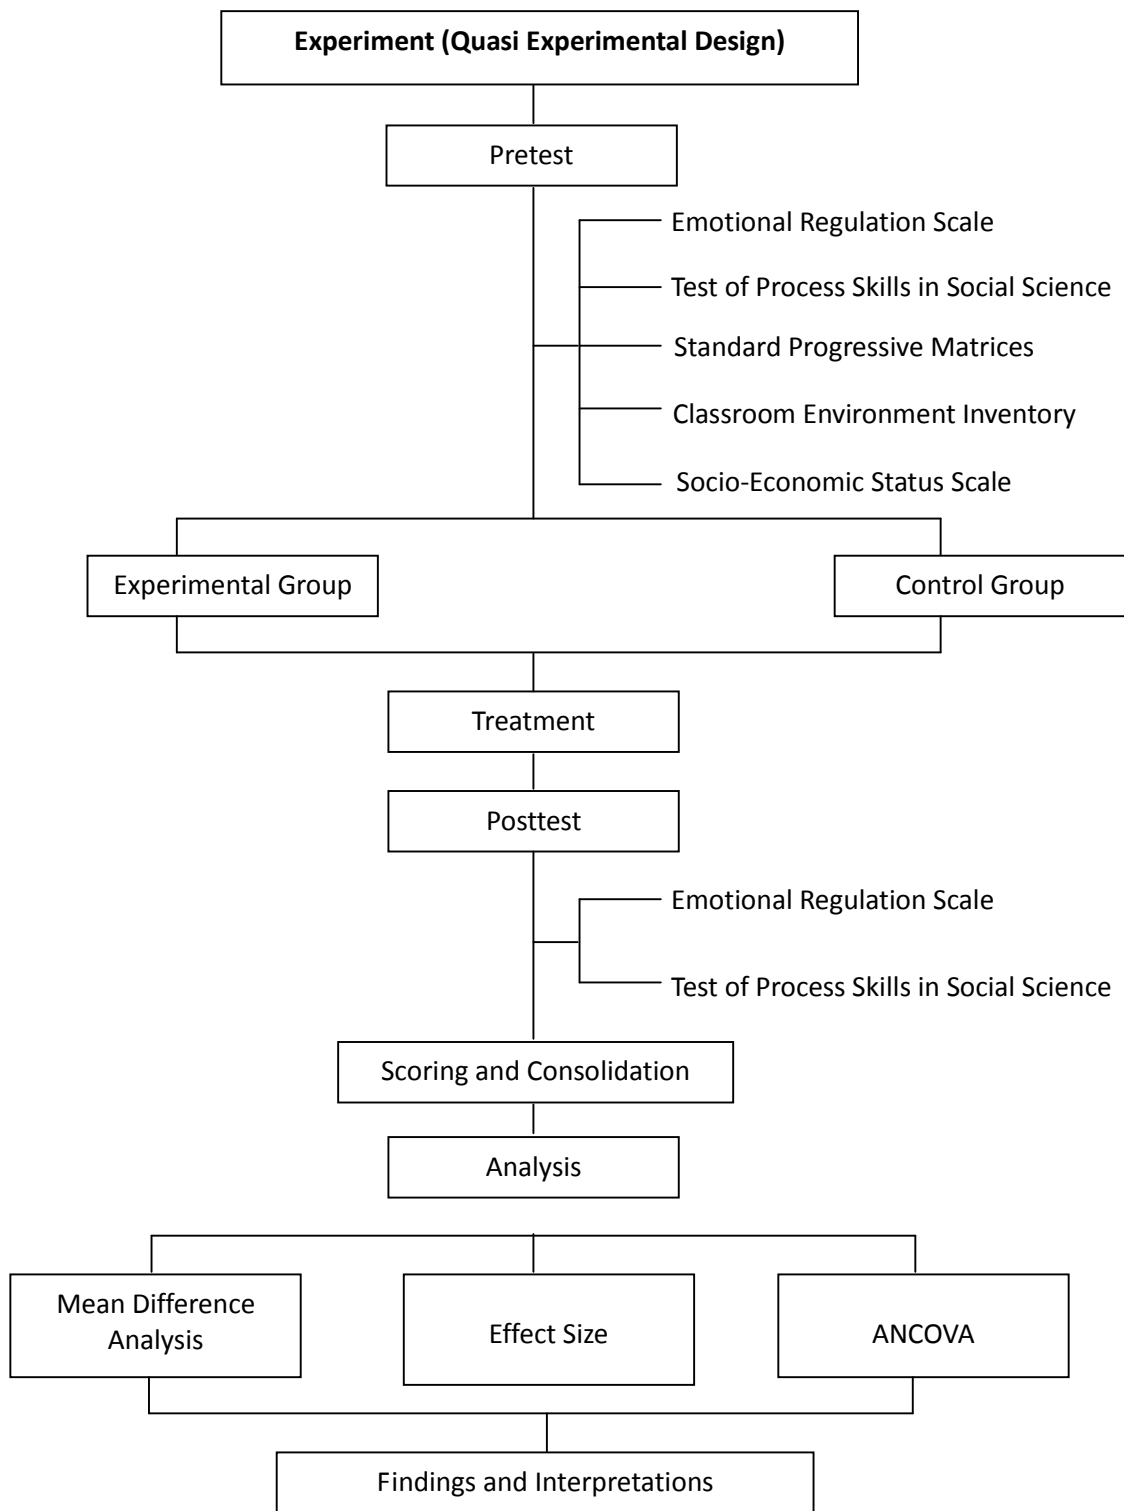 Experiment (Quasi Experimental Design)
Pretest
Emotional Regulation Scale
Test of Process Skills in Social Science
Standard Progressive Matrices
Classroom Environment Inventory
Socio-Economic Status Scale
Experimental Group
Control Group
Treatment
Posttest
Emotional Regulation Scale
Test of Process Skills in Social Science
Scoring and Consolidation
Analysis
Mean Difference
Analysis
Effect Size
ANCOVA
Findings and Interpretations